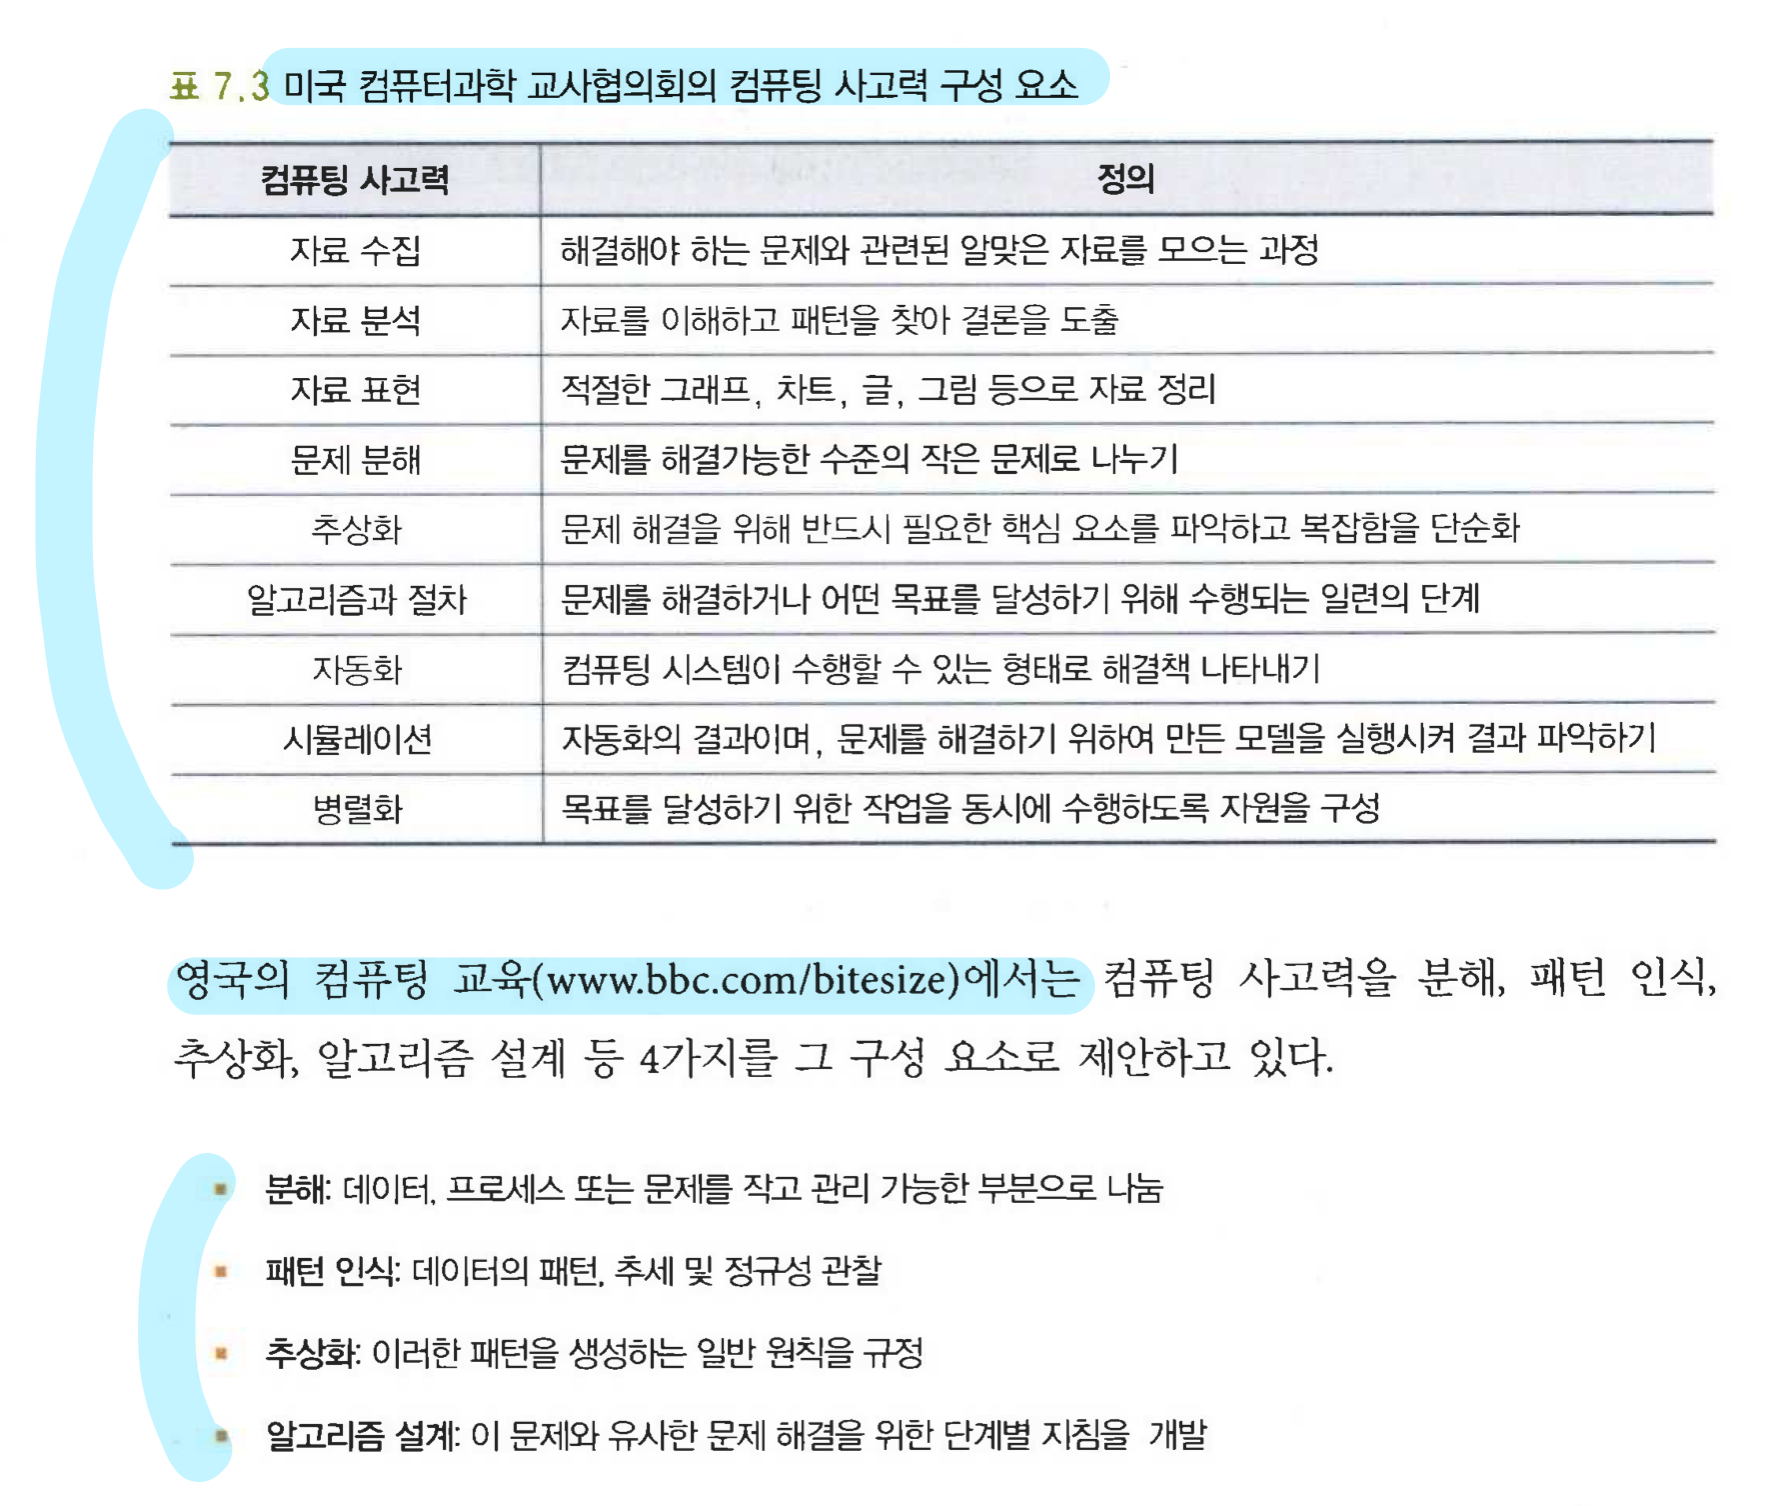 표 7.3 미국 컴퓨터과학 교사협의회의 컴퓨팅 사고력 구성 요소
컴퓨팅 사고력 정의
자료 수집 해결해야 하는 문제와 관련된 알맞은 자료를 모으는 과정
자료 분석 자료를 이해하고 패턴을 찾아 결론을 도출
자료 표현 적절한 그래프, 차트, 글, 그림 등으로 자료 정리
문제 분해 문제를 해결가능한 수준의 작은 문제로 나누기
추상화 문제 해결을 위해 반드시 필요한 핵심 요소를 파악하고 복잡함을 단순화
알고리즘과 절차 문제를 해결하거나 어떤 목표를 달성하기 위해 수행되는 일련의 단계
자동화 컴퓨팅 시스템이 수행할 수 있는 형태로 해결책 나타내기
시뮬레이션 자동화의 결과이며, 문제를 해결하기 위하여 만든 모델을 실행시켜 결과 파악하기
병렬화 목표를 달성하기 위한 작업을 동시에 수행하도록 자원을 구성
영국의 컴퓨팅 교육(www.bbc.com/bitesize)에서는 컴퓨팅 사고력을 분해, 패턴 인식,
추상화, 알고리즘 설계 등 4가지를 그 구성 요소로 제안하고 있다.
▪ 분해: 데이터, 프로세스 또는 문제를 작고 관리 가능한 부분으로 나눔
▪ 패턴 인식: 데이터의 패턴, 추세 및 정규성 관찰
▪ 추상화: 이러한 패턴을 생성하는 일반 원칙을 규정
▪ 알고리즘 설계: 이 문제와 유사한 문제 해결을 위한 단계별 지침을 개발